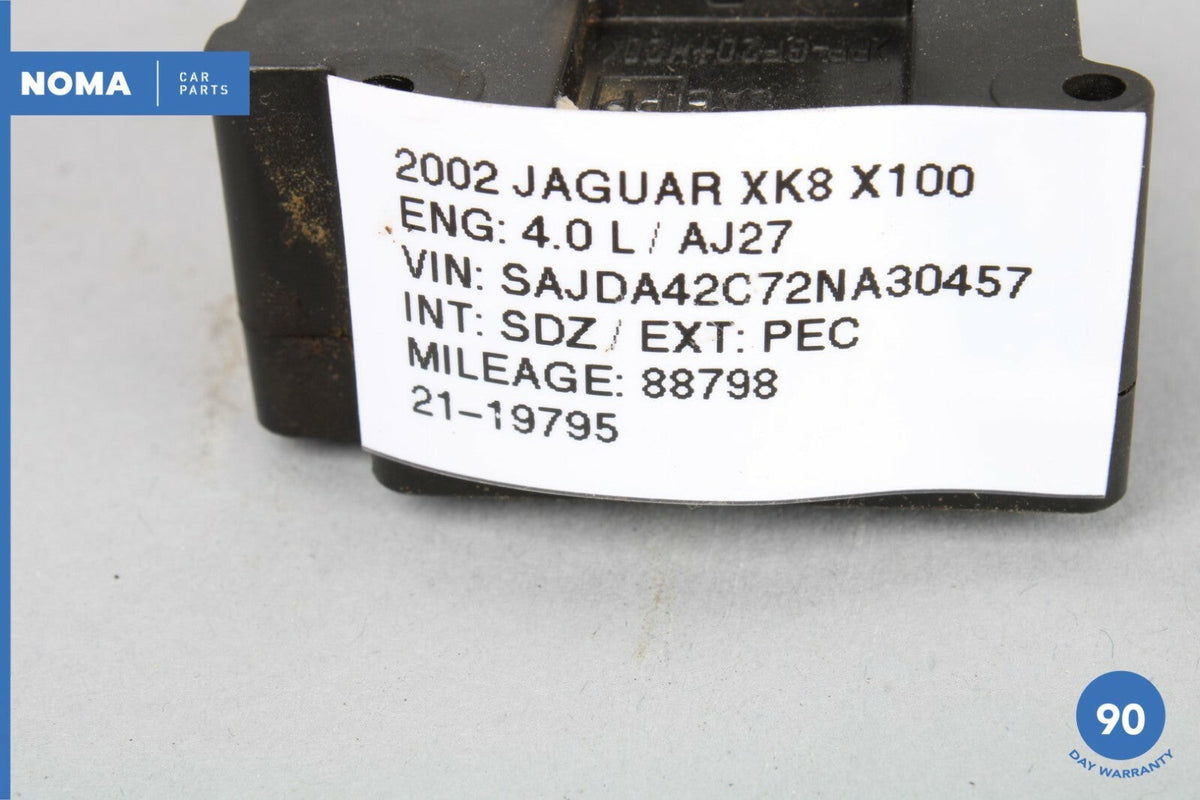 NOMA
CAR
PARTS
2002 JAGUAR XK8 X100
ENG: 4.0 L / AJ27
VIN: SAJDA42C72NA30457
INT: SDZ / EXT: PEC
MILEAGE: 88798
21-19795
90
DAY WARRANTY